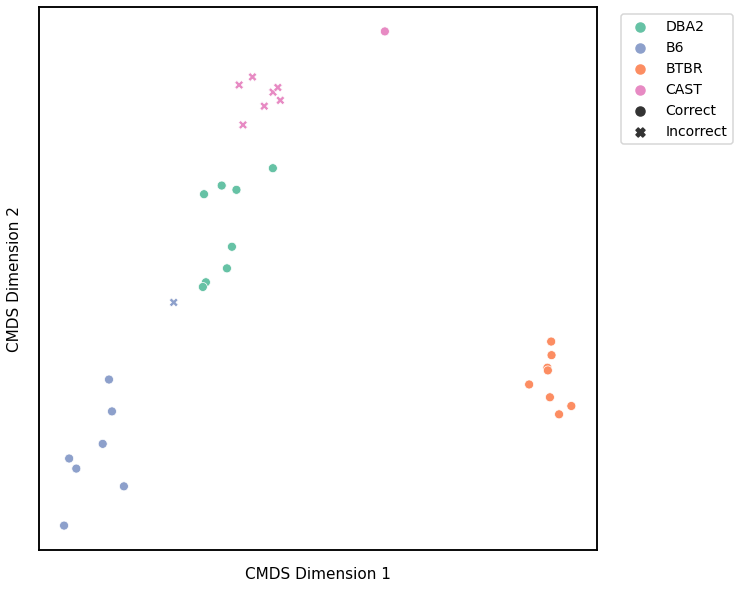 DBA2
B6
BTBR
CAST
Correct
Incorrect
CMDS Dimension 2
CMDS Dimension 1